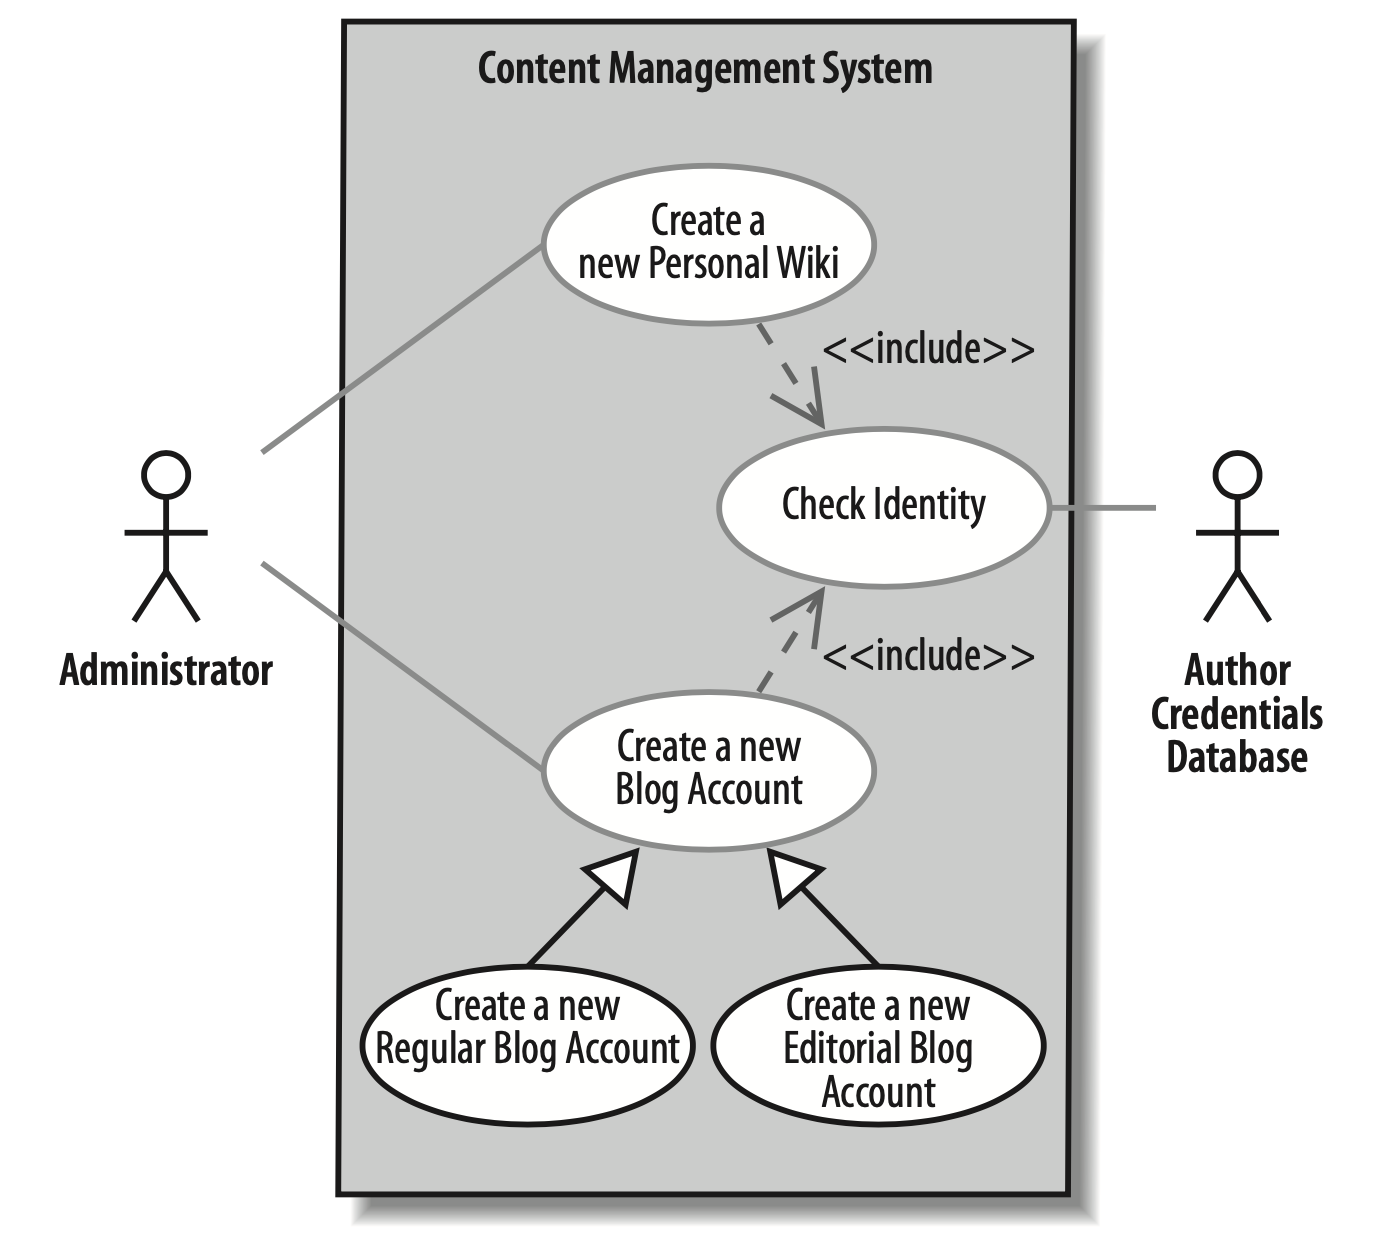 Content Management System
Create a
new Personal Wiki
<<include>>
Check Identity
<<include>>
Administrator
Author
Credentials
Database
Create a new
Blog Account
Create a new
Regular Blog Account
Create a new
Editorial Blog
Account